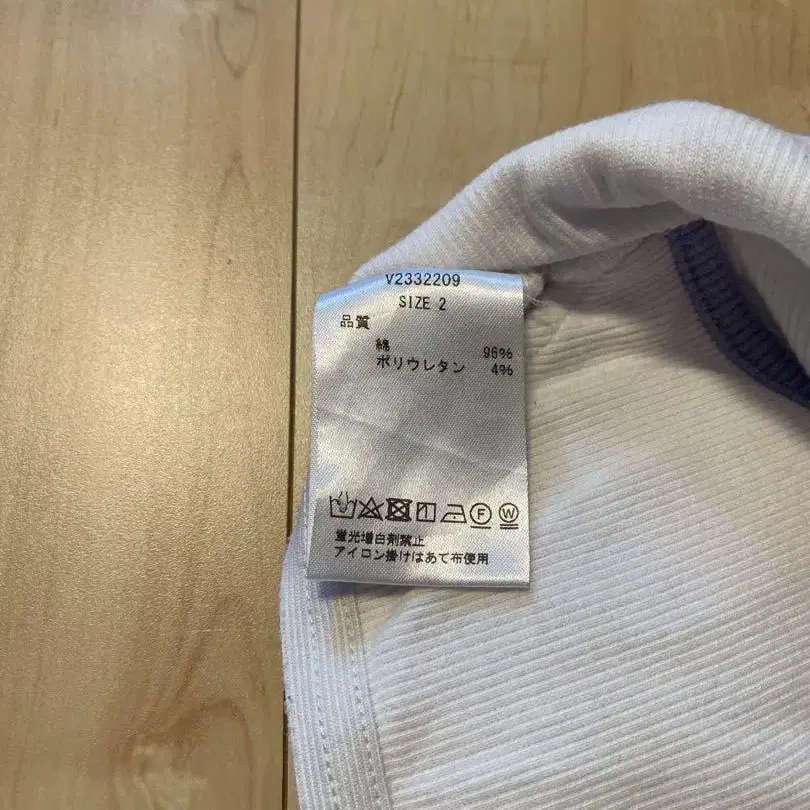 V2332209
SIZE 2
品質
綿 96%
ポリウレタン 4%
F W
蛍光増白剤禁止
アイロン掛けはあて布使用